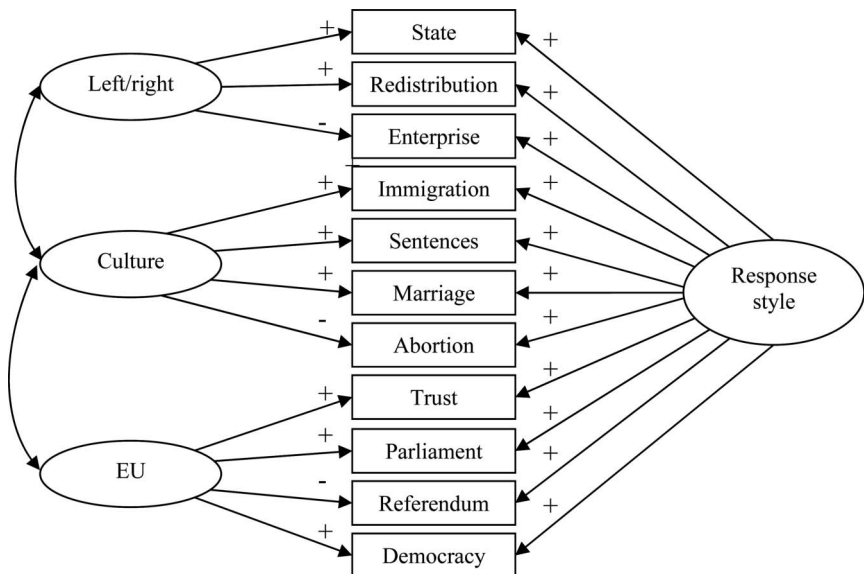 + State +
Left/right + Redistribution +
- Enterprise +
+ Immigration +
Culture + Sentences +
+ Marriage +
- Abortion +
Response
style
+ Trust +
EU + Parliament +
- Referendum +
+ Democracy +